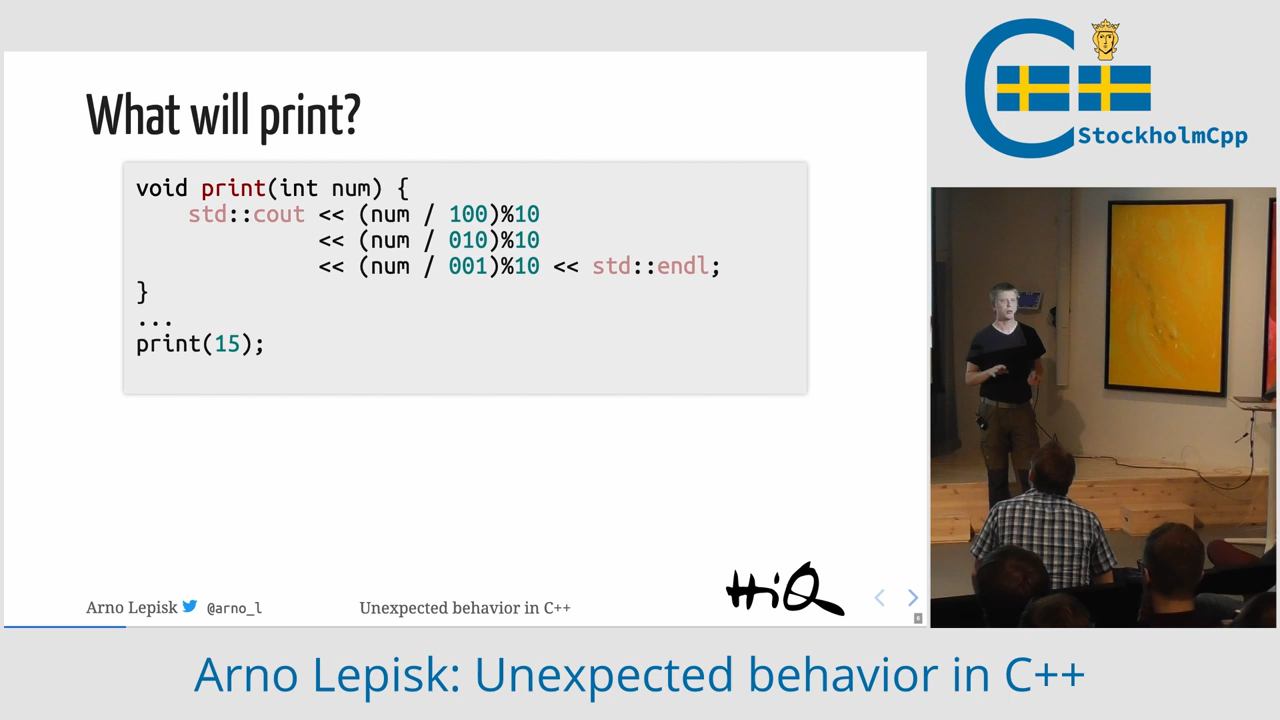 What will print?
void print(int num) {
    std::cout << (num / 100)%10
              << (num / 010)%10
              << (num / 001)%10 << std::endl;
}
...
print(15);
HiQ
Arno Lepisk @arno_l
Unexpected behavior in C++
6
C++
StockholmCpp
Arno Lepisk: Unexpected behavior in C++